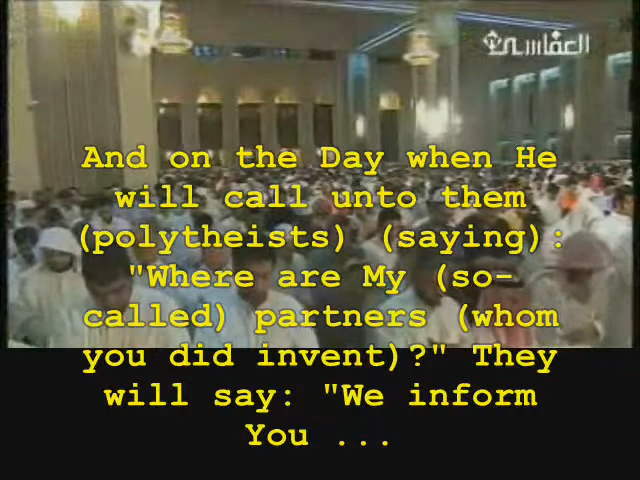 العفاسي
And on the Day when He
will call unto them
(polytheists) (saying):
"Where are My (so-
called) partners (whom
you did invent)?" They
will say: "We inform
You ...